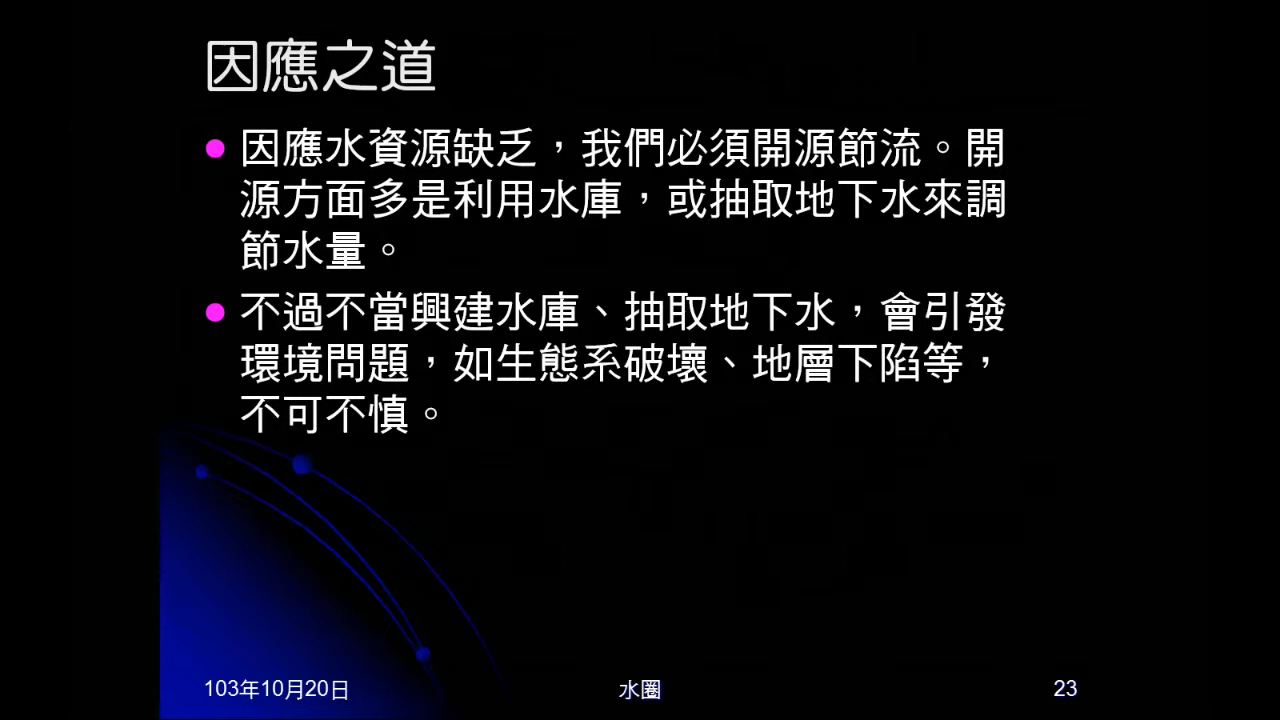 因應之道
因應水資源缺乏，我們必須開源節流。開
源方面多是利用水庫，或抽取地下水來調
節水量。
不過不當興建水庫、抽取地下水，會引發
環境問題，如生態系破壞、地層下陷等，
不可不慎。
103年10月20日
水圈
23